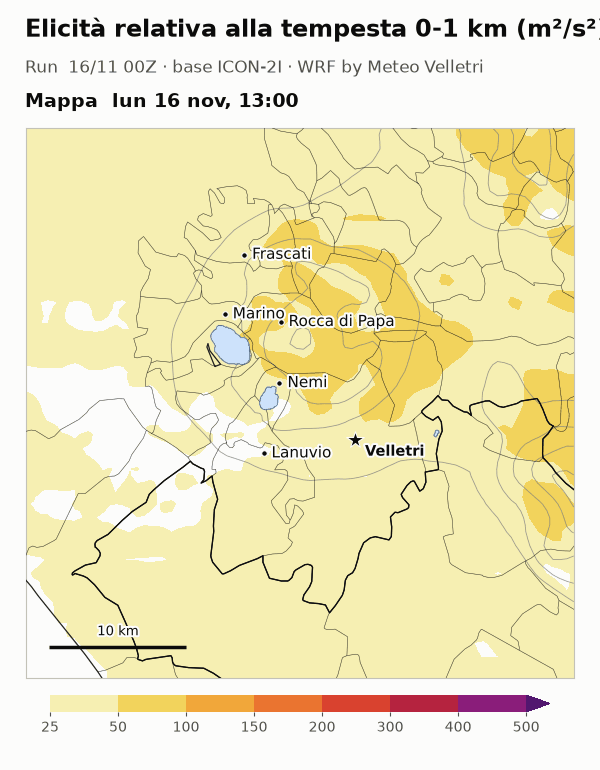 Elicità relativa alla tempesta 0-1 km (m²/s²)
Run  16/11 00Z · base ICON-2I · WRF by Meteo Velletri
Mappa  lun 16 nov, 13:00
Frascati
Marino
Rocca di Papa
Nemi
Velletri
Lanuvio
10 km
25 50 100 150 200 300 400 500